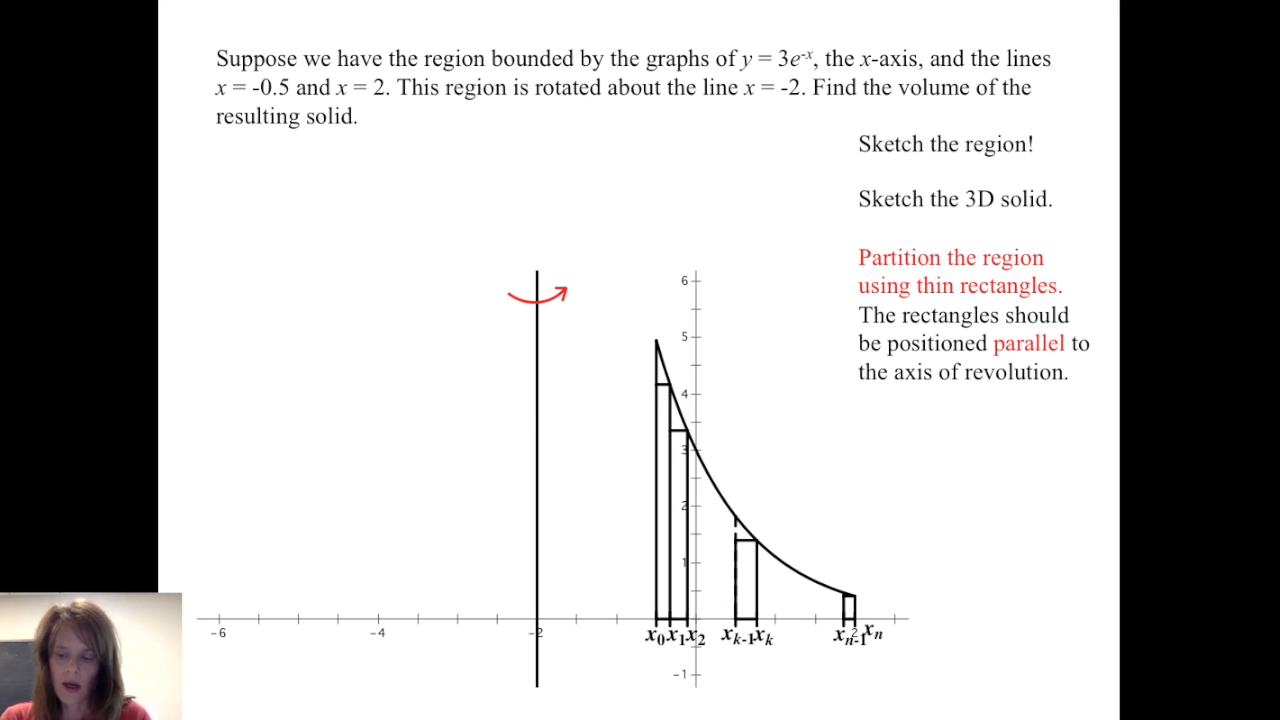 Suppose we have the region bounded by the graphs of y = 3e⁻ˣ, the x-axis, and the lines
x = -0.5 and x = 2. This region is rotated about the line x = -2. Find the volume of the
resulting solid.
Sketch the region!
Sketch the 3D solid.
Partition the region
using thin rectangles.
The rectangles should
be positioned parallel to
the axis of revolution.
6
5
4
3
2
1
-6 -4 -2 2
x₀ x₁ x₂ xₖ₋₁ xₖ xₙ₋₁ xₙ
-1